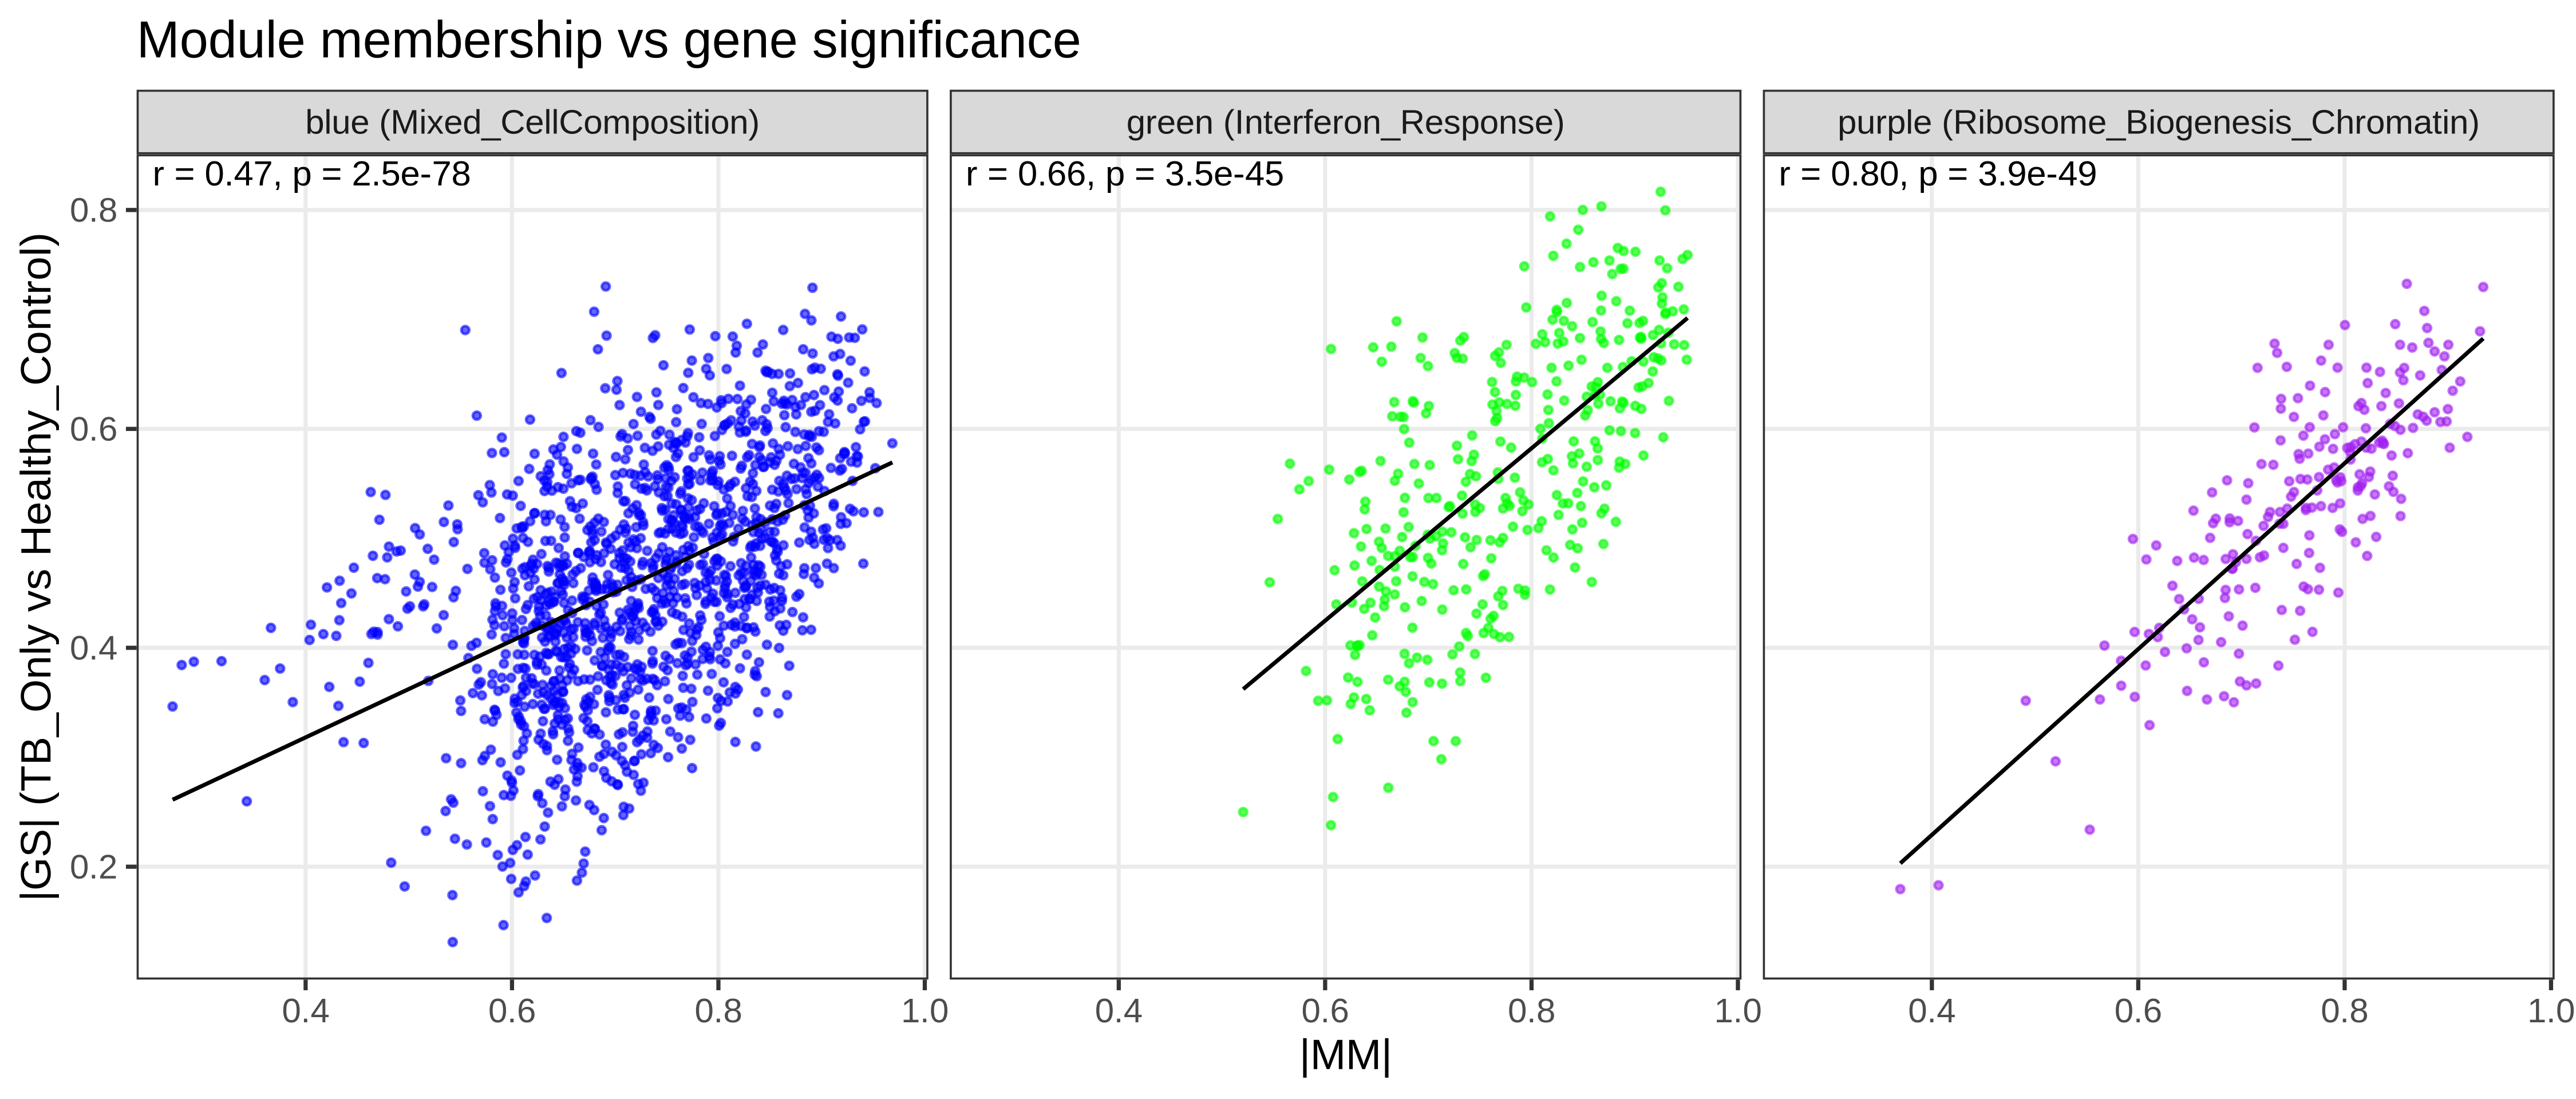 Module membership vs gene significance
blue (Mixed_CellComposition)
green (Interferon_Response)
purple (Ribosome_Biogenesis_Chromatin)
r = 0.47, p = 2.5e-78
r = 0.66, p = 3.5e-45
r = 0.80, p = 3.9e-49
|GS| (TB_Only vs Healthy_Control)
0.8
0.6
0.4
0.2
0.4 0.6 0.8 1.0
0.4 0.6 0.8 1.0
0.4 0.6 0.8 1.0
|MM|